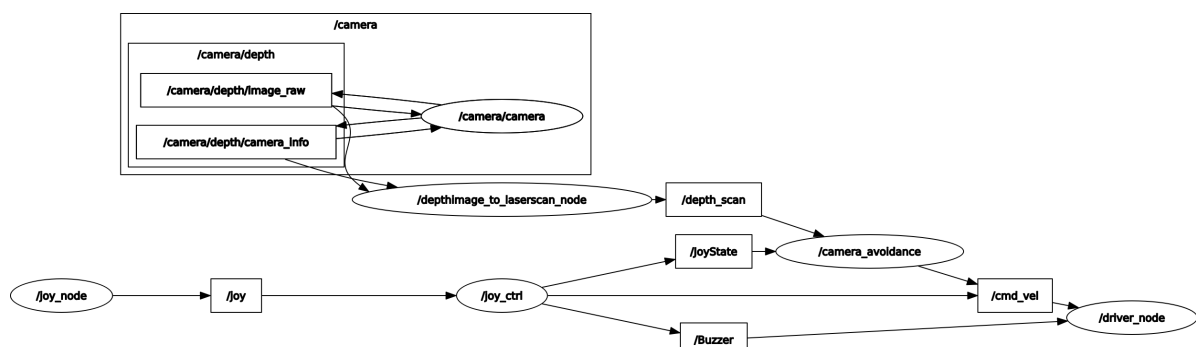 /camera
/camera/depth
/camera/depth/image_raw
/camera/camera
/camera/depth/camera_info
/depthimage_to_laserscan_node
/depth_scan
/JoyState
/camera_avoidance
/joy_node
/joy
/joy_ctrl
/cmd_vel
/driver_node
/Buzzer